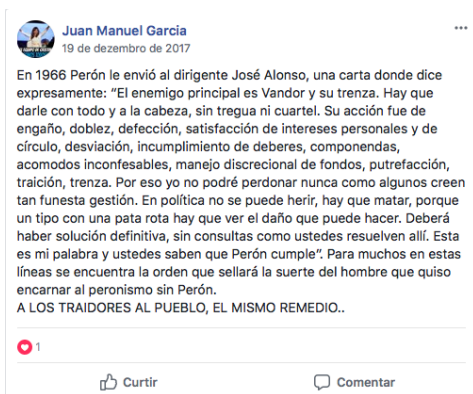 Juan Manuel Garcia
19 de dezembro de 2017
En 1966 Perón le envió al dirigente José Alonso, una carta donde dice
expresamente: “El enemigo principal es Vandor y su trenza. Hay que
darle con todo y a la cabeza, sin tregua ni cuartel. Su acción fue de
engaño, doblez, defección, satisfacción de intereses personales y de
círculo, desviación, incumplimiento de deberes, componendas,
acomodos inconfesables, manejo discrecional de fondos, putrefacción,
traición, trenza. Por eso yo no podré perdonar nunca como algunos creen
tan funesta gestión. En política no se puede herir, hay que matar, porque
un tipo con una pata rota hay que ver el daño que puede hacer. Deberá
haber solución definitiva, sin consultas como ustedes resuelven allí. Esta
es mi palabra y ustedes saben que Perón cumple”. Para muchos en estas
líneas se encuentra la orden que sellará la suerte del hombre que quiso
encarnar al peronismo sin Perón.
A LOS TRAIDORES AL PUEBLO, EL MISMO REMEDIO..
1
Curtir Comentar